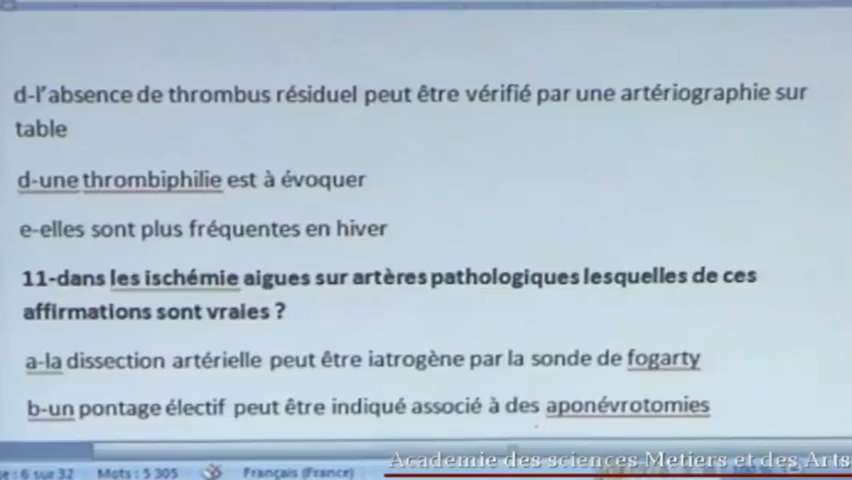 d-l'absence de thrombus résiduel peut être vérifié par une artériographie sur
table
d-une thrombiphilie est à évoquer
e-elles sont plus fréquentes en hiver
11-dans les ischémie aigues sur artères pathologiques lesquelles de ces
affirmations sont vraies ?
a-la dissection artérielle peut être iatrogène par la sonde de fogarty
b-un pontage électif peut être indiqué associé à des aponévrotomies
e : 6 sur 32 Mots : 5 305 Français (France)
Academie des sciences Metiers et des Arts